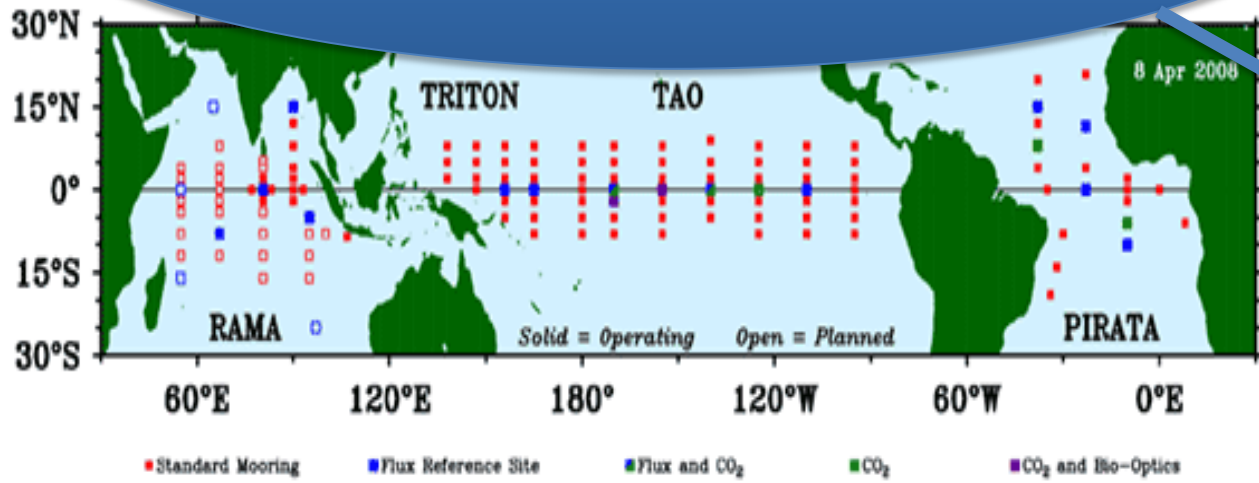 30°N
8 Apr 2008
TRITON TAO
15°N
0°
15°S
RAMA Solid = Operating Open = Planned PIRATA
30°S
60°E 120°E 180° 120°W 60°W 0°E
Standard Mooring Flux Reference Site Flux and CO₂ CO₂ CO₂ and Bio-Optics